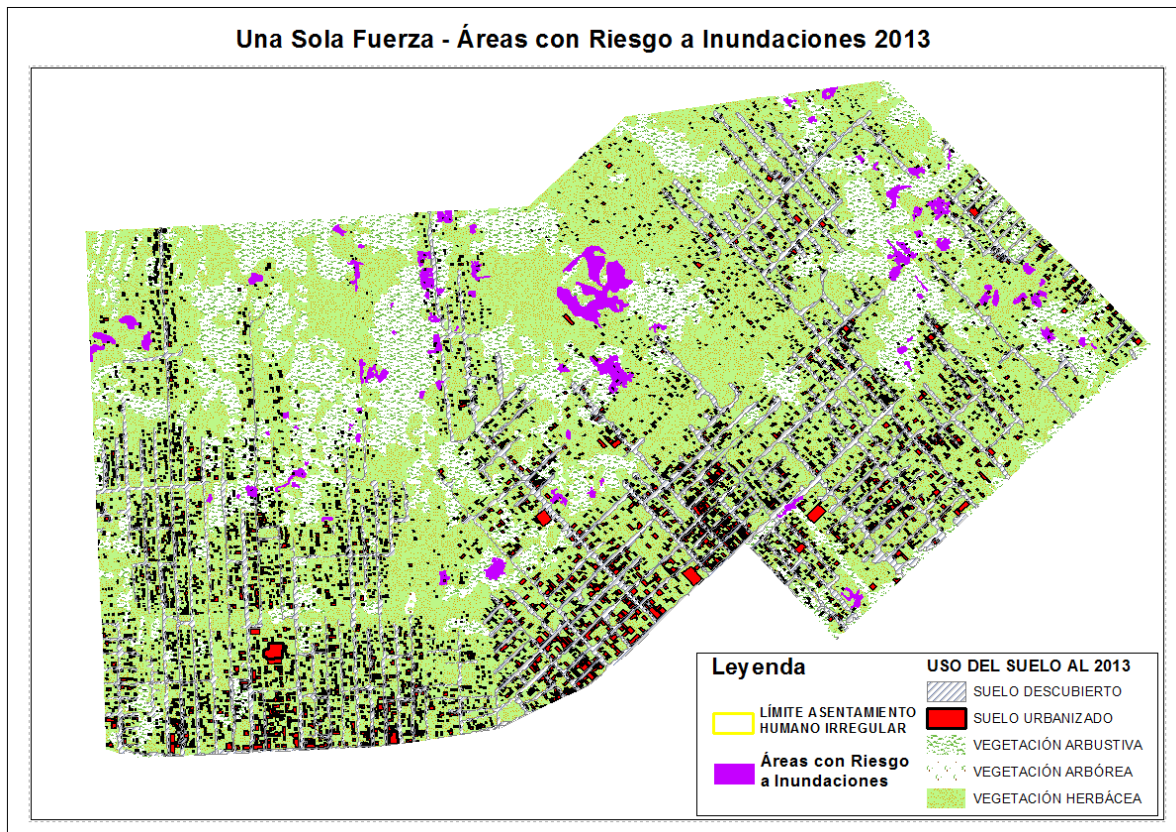 Una Sola Fuerza - Áreas con Riesgo a Inundaciones 2013
Leyenda
LÍMITE ASENTAMIENTO
HUMANO IRREGULAR
Áreas con Riesgo
a Inundaciones
USO DEL SUELO AL 2013
SUELO DESCUBIERTO
SUELO URBANIZADO
VEGETACIÓN ARBUSTIVA
VEGETACIÓN ARBÓREA
VEGETACIÓN HERBÁCEA